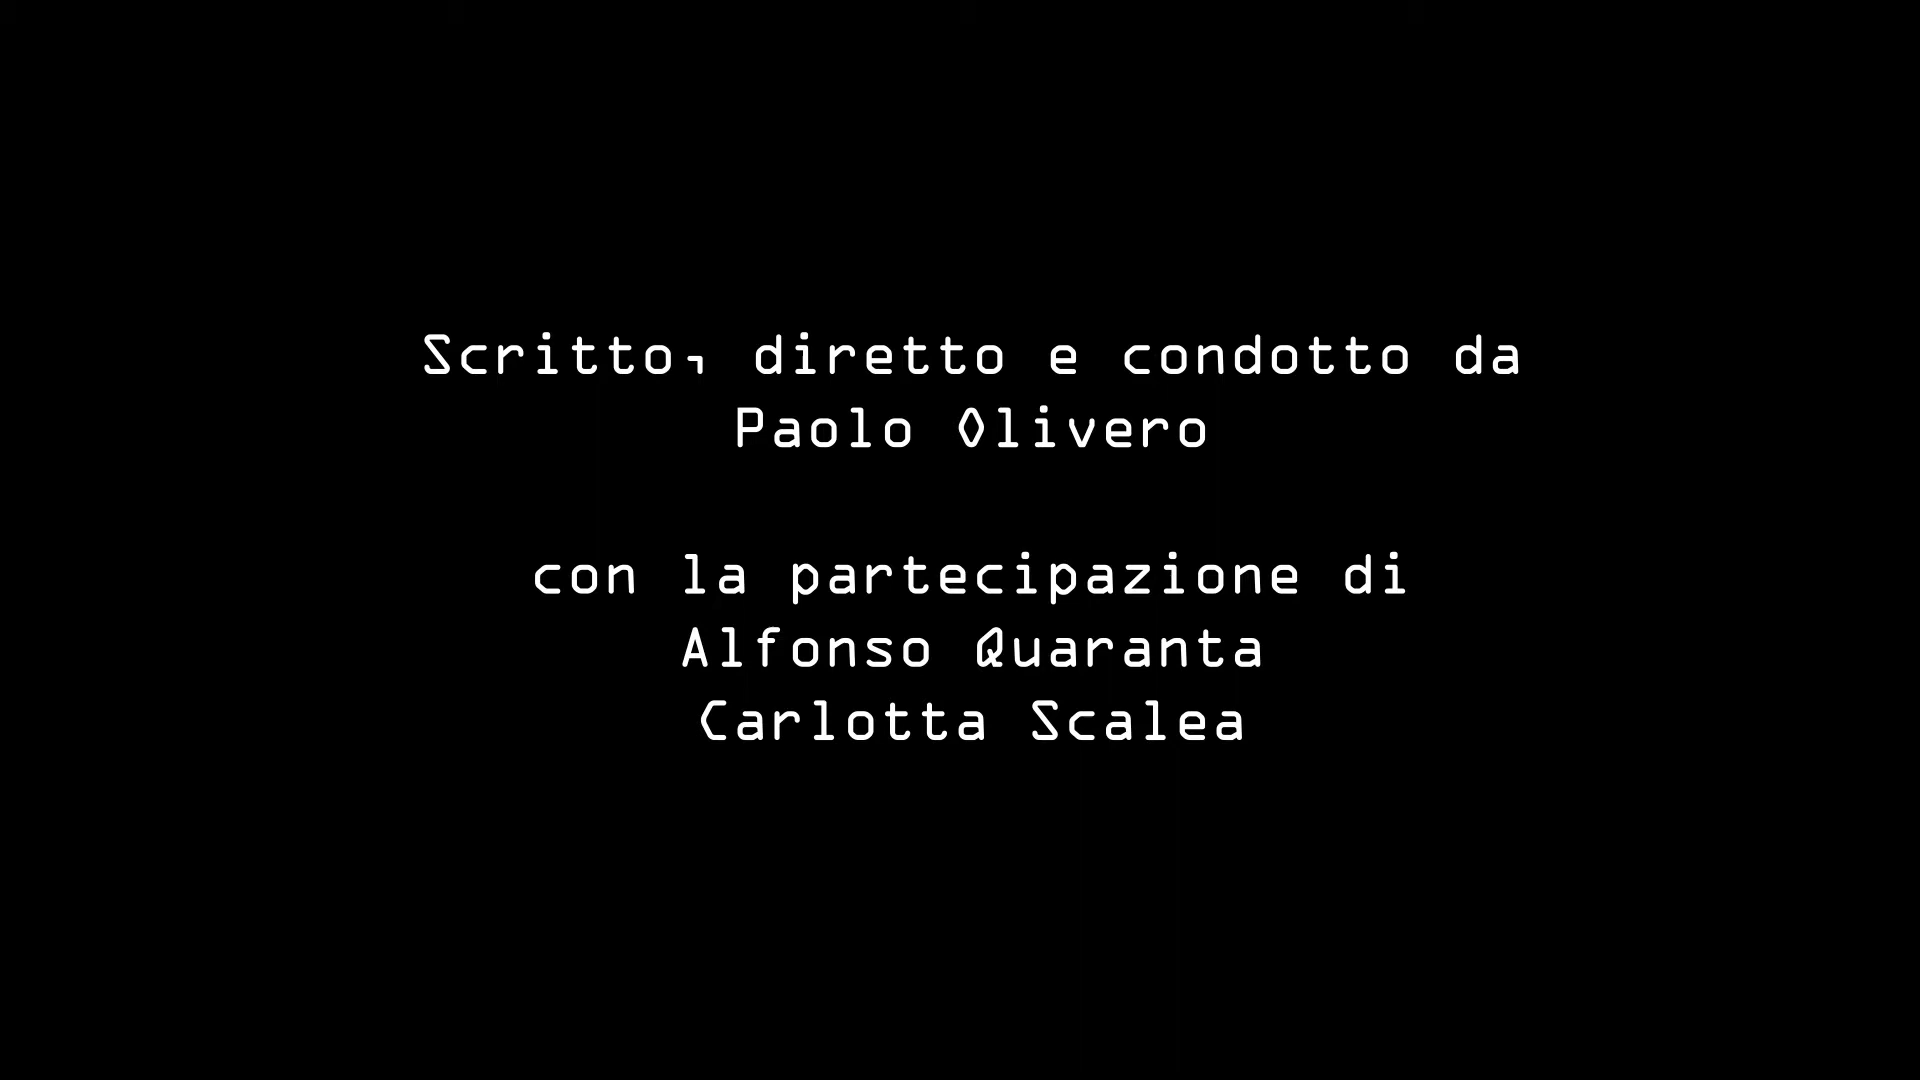 Scritto, diretto e condotto da
Paolo Olivero
con la partecipazione di
Alfonso Quaranta
Carlotta Scalea